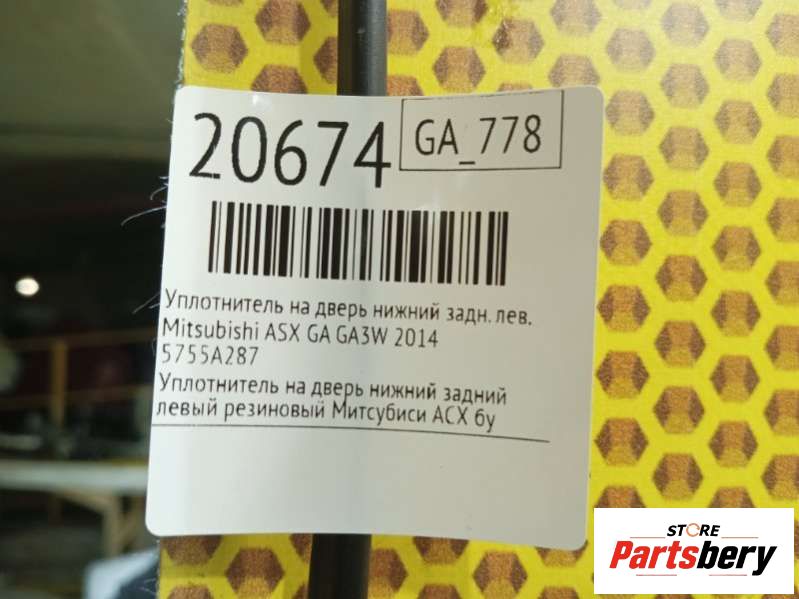 20674
GA_778
Уплотнитель на дверь нижний задн. лев.
Mitsubishi ASX GA GA3W 2014
5755A287
Уплотнитель на дверь нижний задний
левый резиновый Митсубиси АСХ бу
STORE
Partsbery